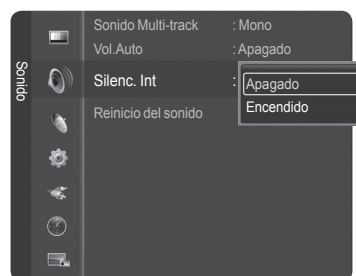 Sonido
Sonido Multi-track : Mono
Vol.Auto : Apagado
Silenc. Int :
Apagado
Encendido
Reinicio del sonido